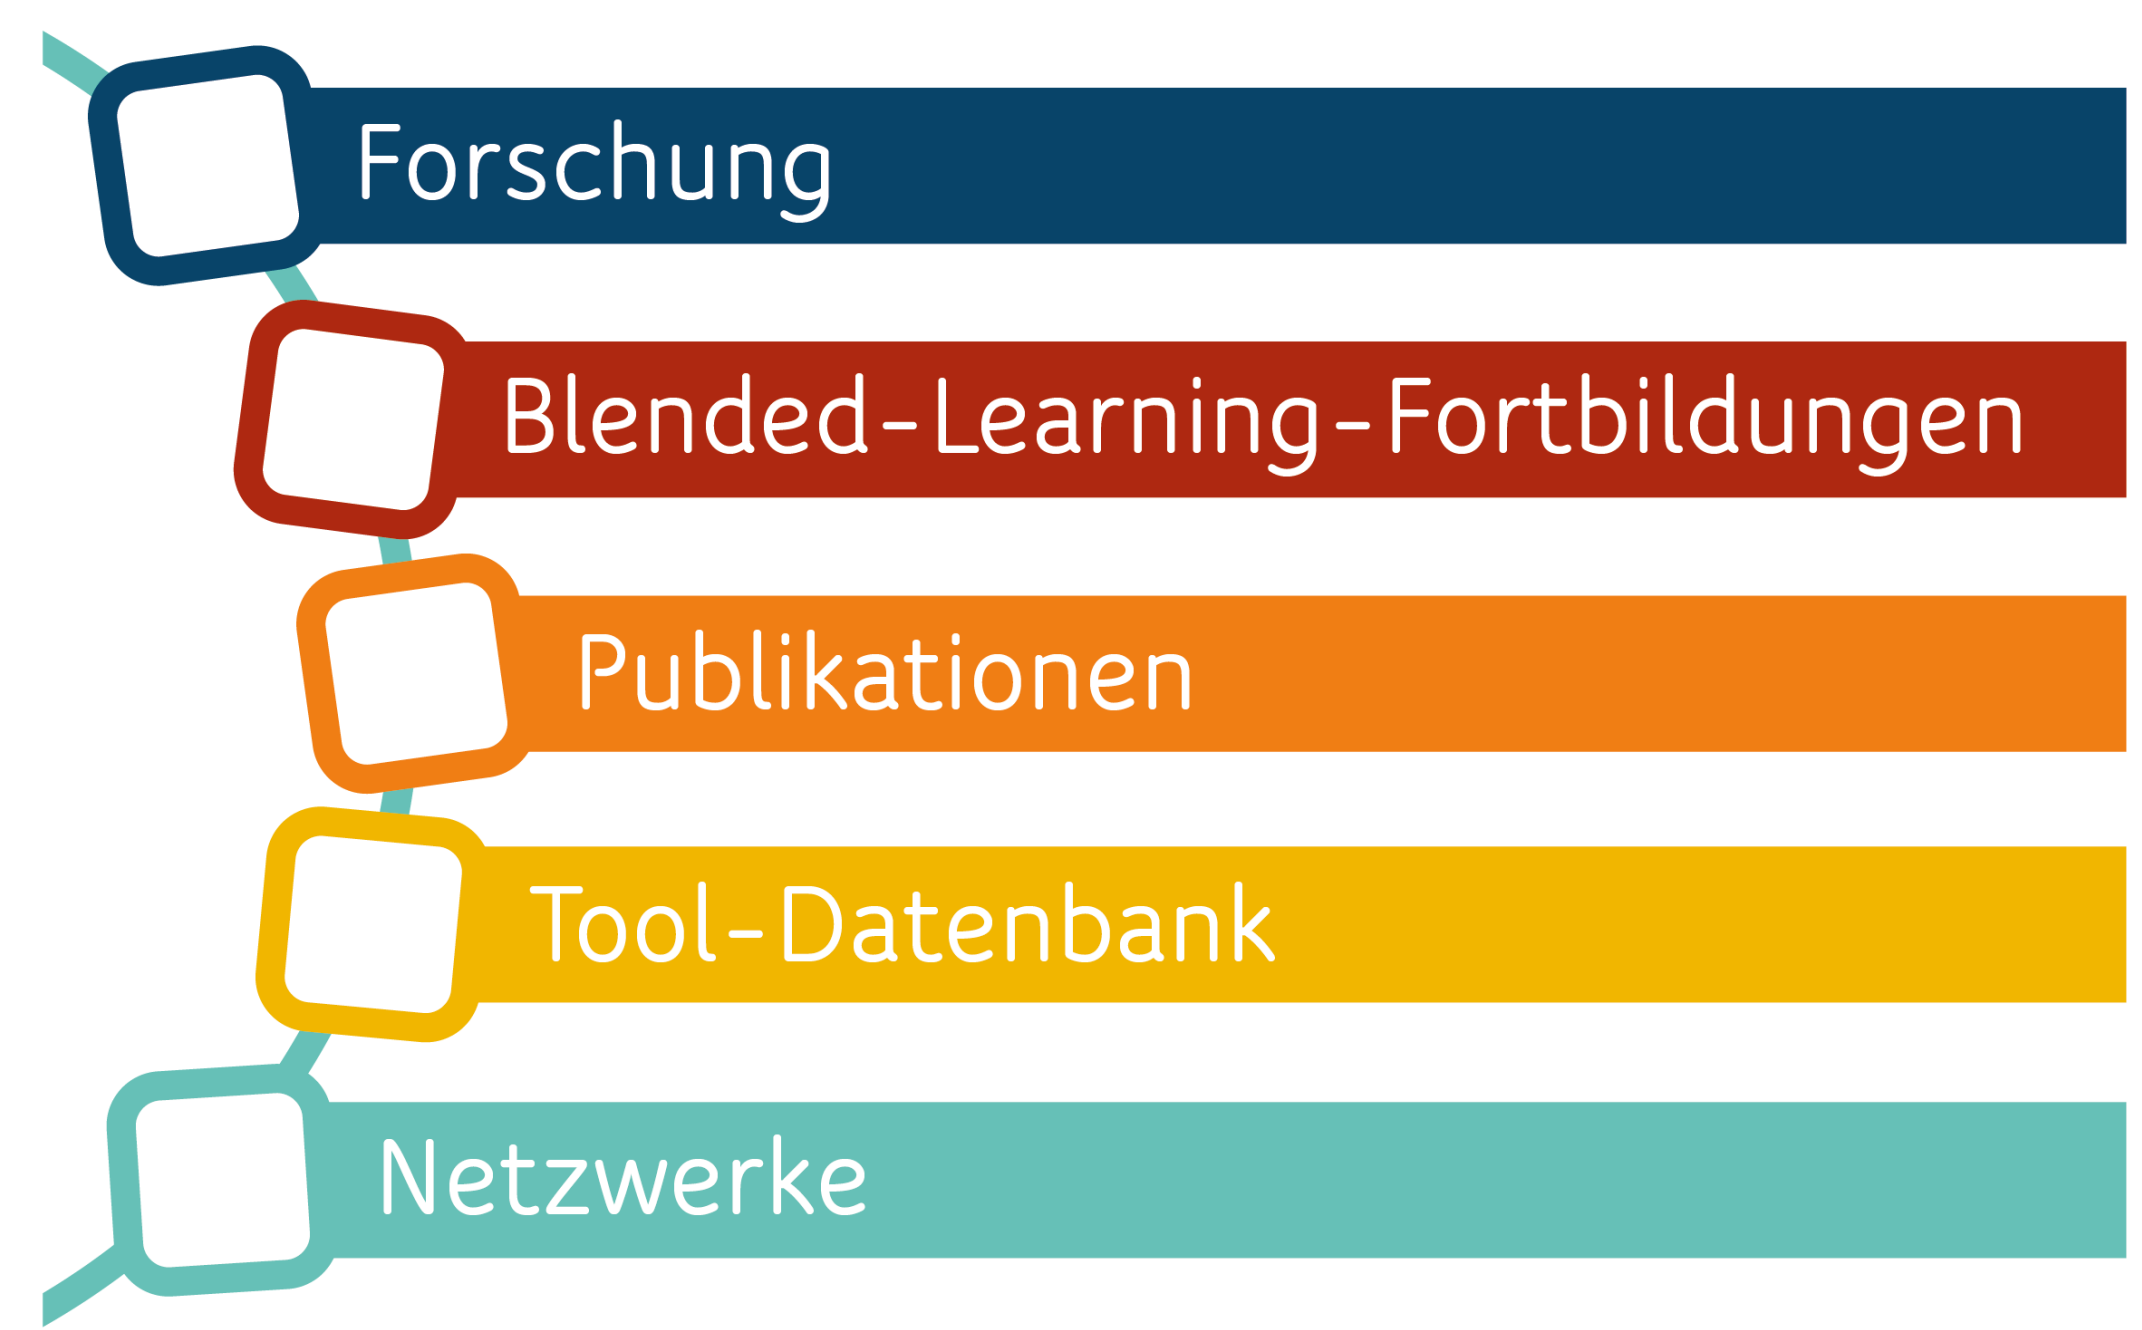 Forschung
Blended-Learning-Fortbildungen
Publikationen
Tool-Datenbank
Netzwerke